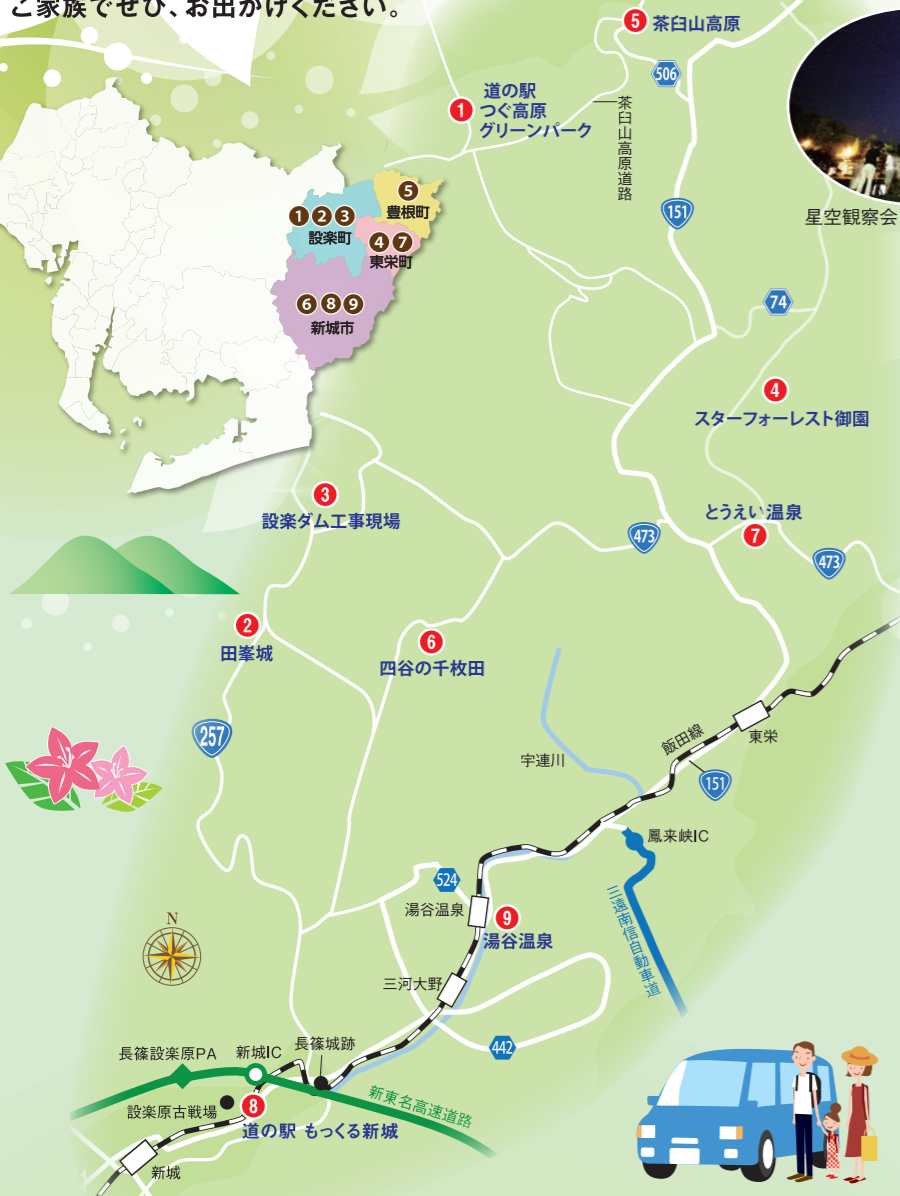 ご家族でぜひ、お出かけください。
5 茶臼山高原
506
1 道の駅
つぐ高原
グリーンパーク
茶臼山高原道路
151
星空観察会
5
豊根町
1 2 3
設楽町
4 7
東栄町
6 8 9
新城市
74
4
スターフォーレスト御園
3
設楽ダム工事現場
473
とうえい温泉
7
473
2
田峯城
6
四谷の千枚田
257
飯田線
東栄
宇連川
151
鳳来峡IC
三遠南信自動車道
524
湯谷温泉
9
湯谷温泉
N
三河大野
442
長篠設楽原PA
新城IC
長篠城跡
新東名高速道路
設楽原古戦場
8
道の駅 もっくる新城
新城